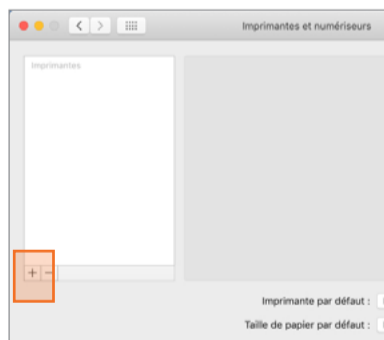 Imprimantes et numériseurs
Imprimantes
+ −
Imprimante par défaut :
Taille de papier par défaut :